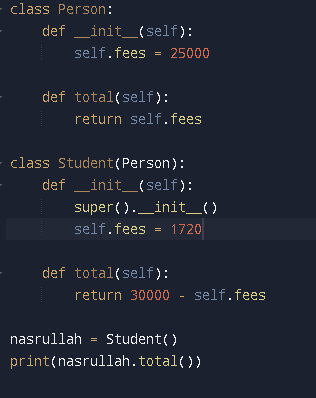 class Person:
    def __init__(self):
        self.fees = 25000

    def total(self):
        return self.fees

class Student(Person):
    def __init__(self):
        super().__init__()
        self.fees = 1720

    def total(self):
        return 30000 - self.fees

nasrullah = Student()
print(nasrullah.total())